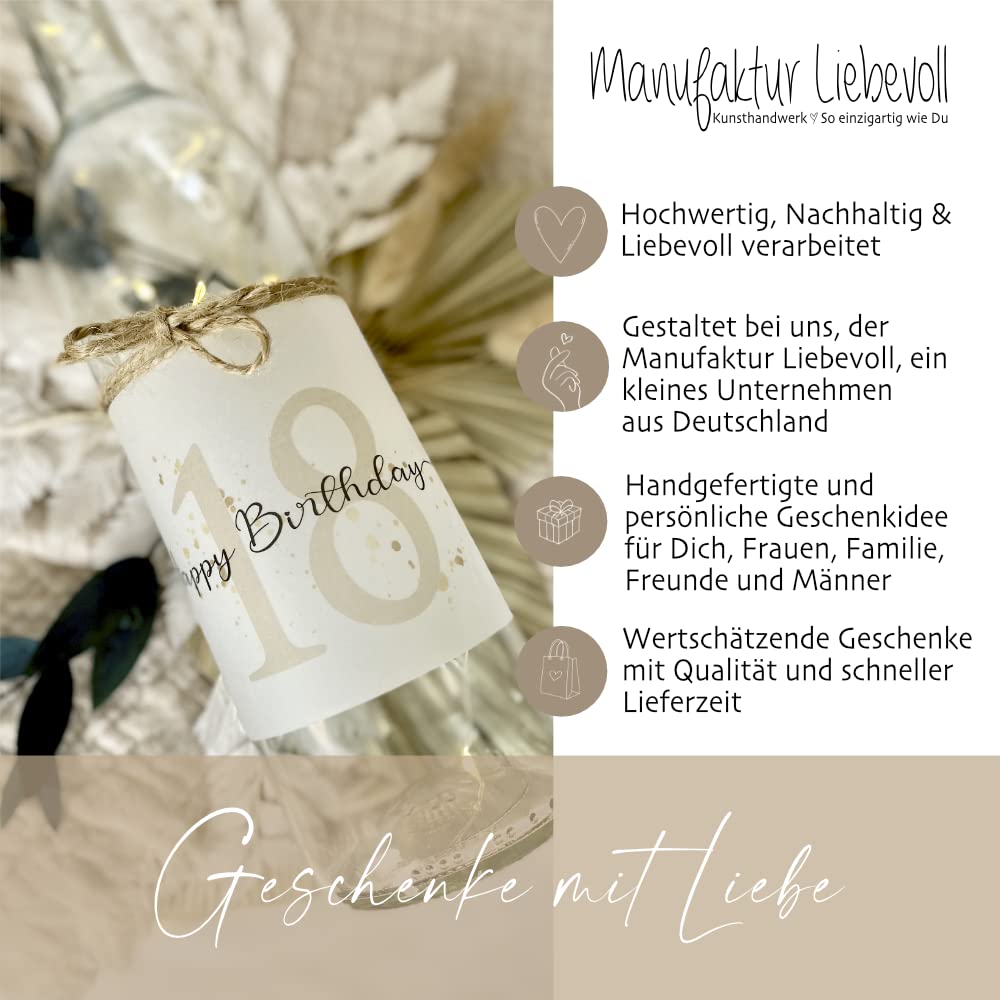 Manufaktur Liebevoll
Kunsthandwerk ♡ So einzigartig wie Du
Hochwertig, Nachhaltig &
Liebevoll verarbeitet
Gestaltet bei uns, der
Manufaktur Liebevoll, ein
kleines Unternehmen
aus Deutschland
Handgefertigte und
persönliche Geschenkidee
für Dich, Frauen, Familie,
Freunde und Männer
Wertschätzende Geschenke
mit Qualität und schneller
Lieferzeit
18
Happy Birthday
Geschenke mit Liebe